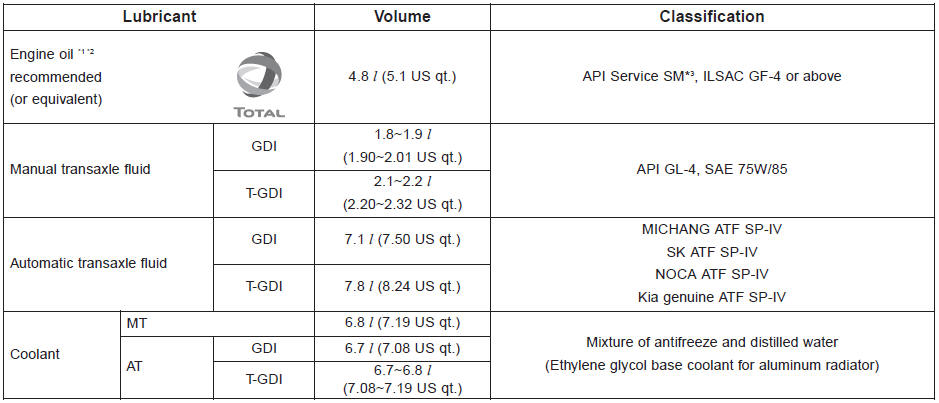 Lubricant Volume Classification
Engine oil *1 *2
recommended
(or equivalent)
TOTAL
4.8 l (5.1 US qt.)
API Service SM*3, ILSAC GF-4 or above
Manual transaxle fluid
GDI
1.8~1.9 l
(1.90~2.01 US qt.)
T-GDI
2.1~2.2 l
(2.20~2.32 US qt.)
API GL-4, SAE 75W/85
Automatic transaxle fluid
GDI
7.1 l (7.50 US qt.)
T-GDI
7.8 l (8.24 US qt.)
MICHANG ATF SP-IV
SK ATF SP-IV
NOCA ATF SP-IV
Kia genuine ATF SP-IV
Coolant
MT
6.8 l (7.19 US qt.)
AT
GDI
6.7 l (7.08 US qt.)
T-GDI
6.7~6.8 l
(7.08~7.19 US qt.)
Mixture of antifreeze and distilled water
(Ethylene glycol base coolant for aluminum radiator)